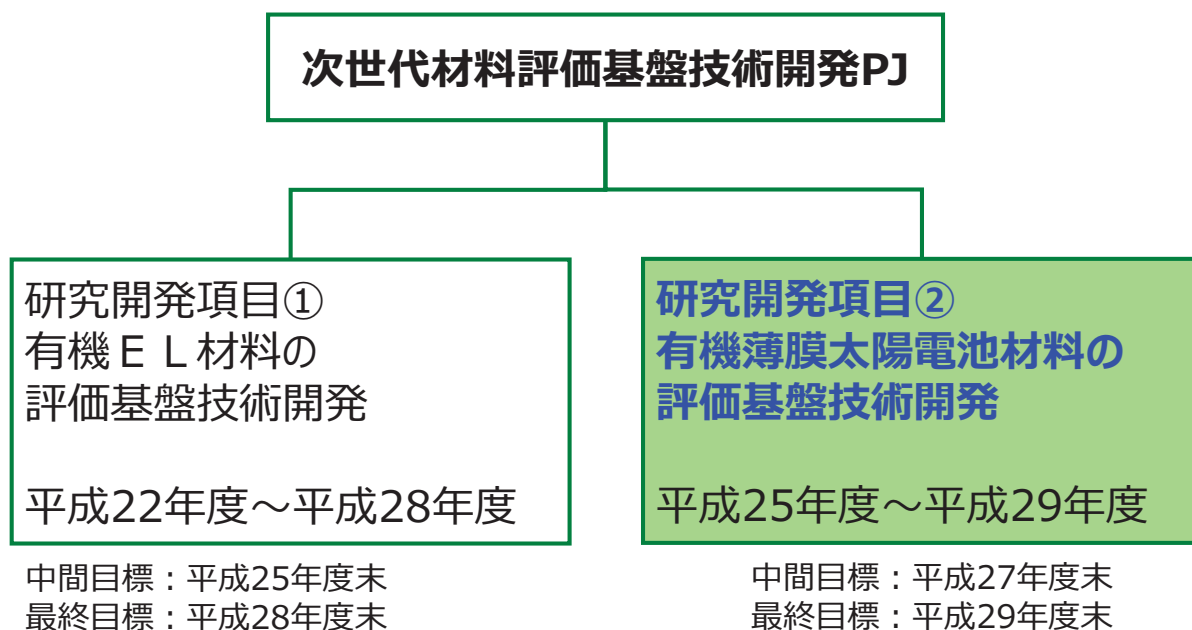 次世代材料評価基盤技術開発PJ
研究開発項目①
有機ＥＬ材料の
評価基盤技術開発
平成22年度～平成28年度
中間目標：平成25年度末
最終目標：平成28年度末
研究開発項目②
有機薄膜太陽電池材料の
評価基盤技術開発
平成25年度～平成29年度
中間目標：平成27年度末
最終目標：平成29年度末